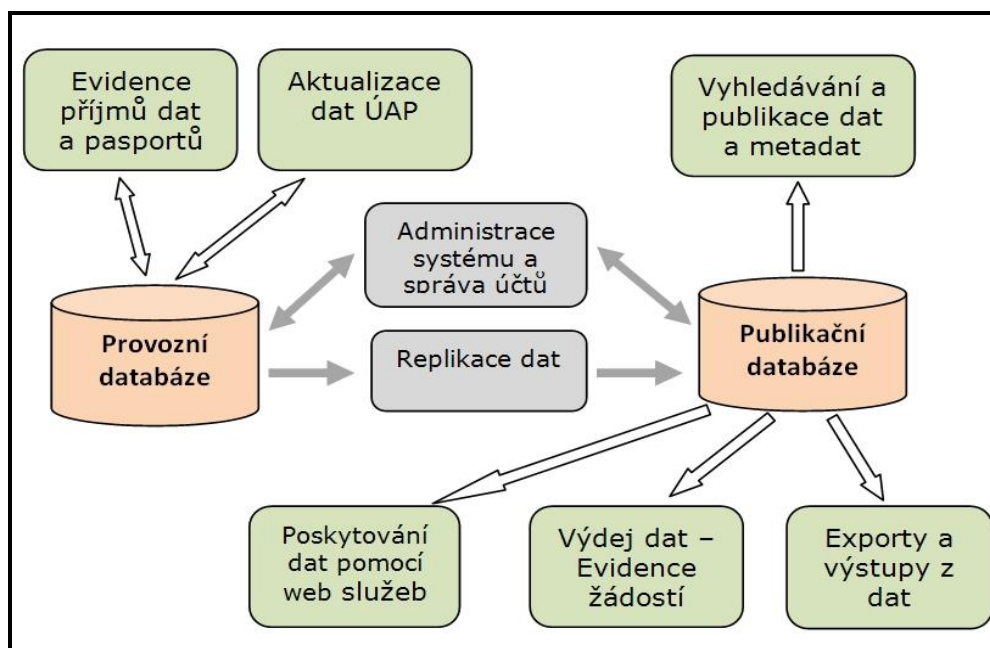 Evidence
příjmů dat
a pasportů
Aktualizace
dat ÚAP
Vyhledávání a
publikace dat
a metadat
Administrace
systému a
správa účtů
Provozní
databáze
Replikace dat
Publikační
databáze
Poskytování
dat pomocí
web služeb
Výdej dat –
Evidence
žádostí
Exporty a
výstupy z
dat